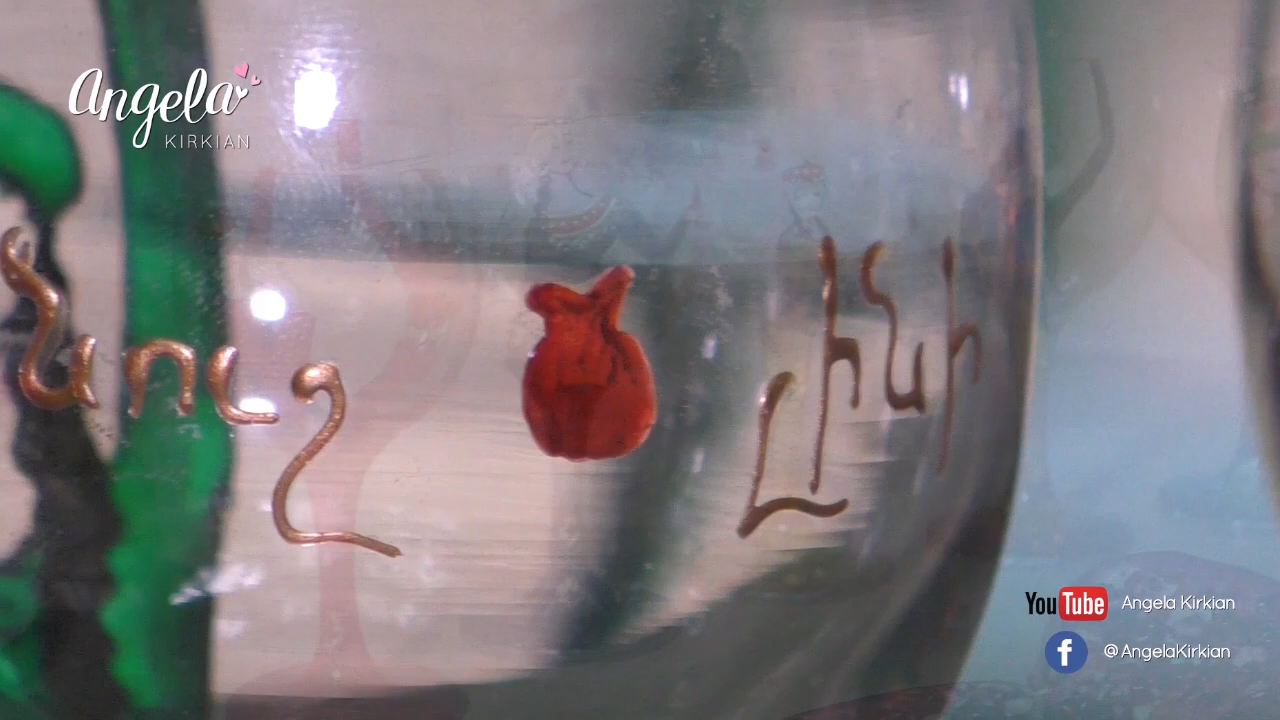 Angela
KIRKIAN
նուշ լինի
YouTube Angela Kirkian
f @AngelaKirkian